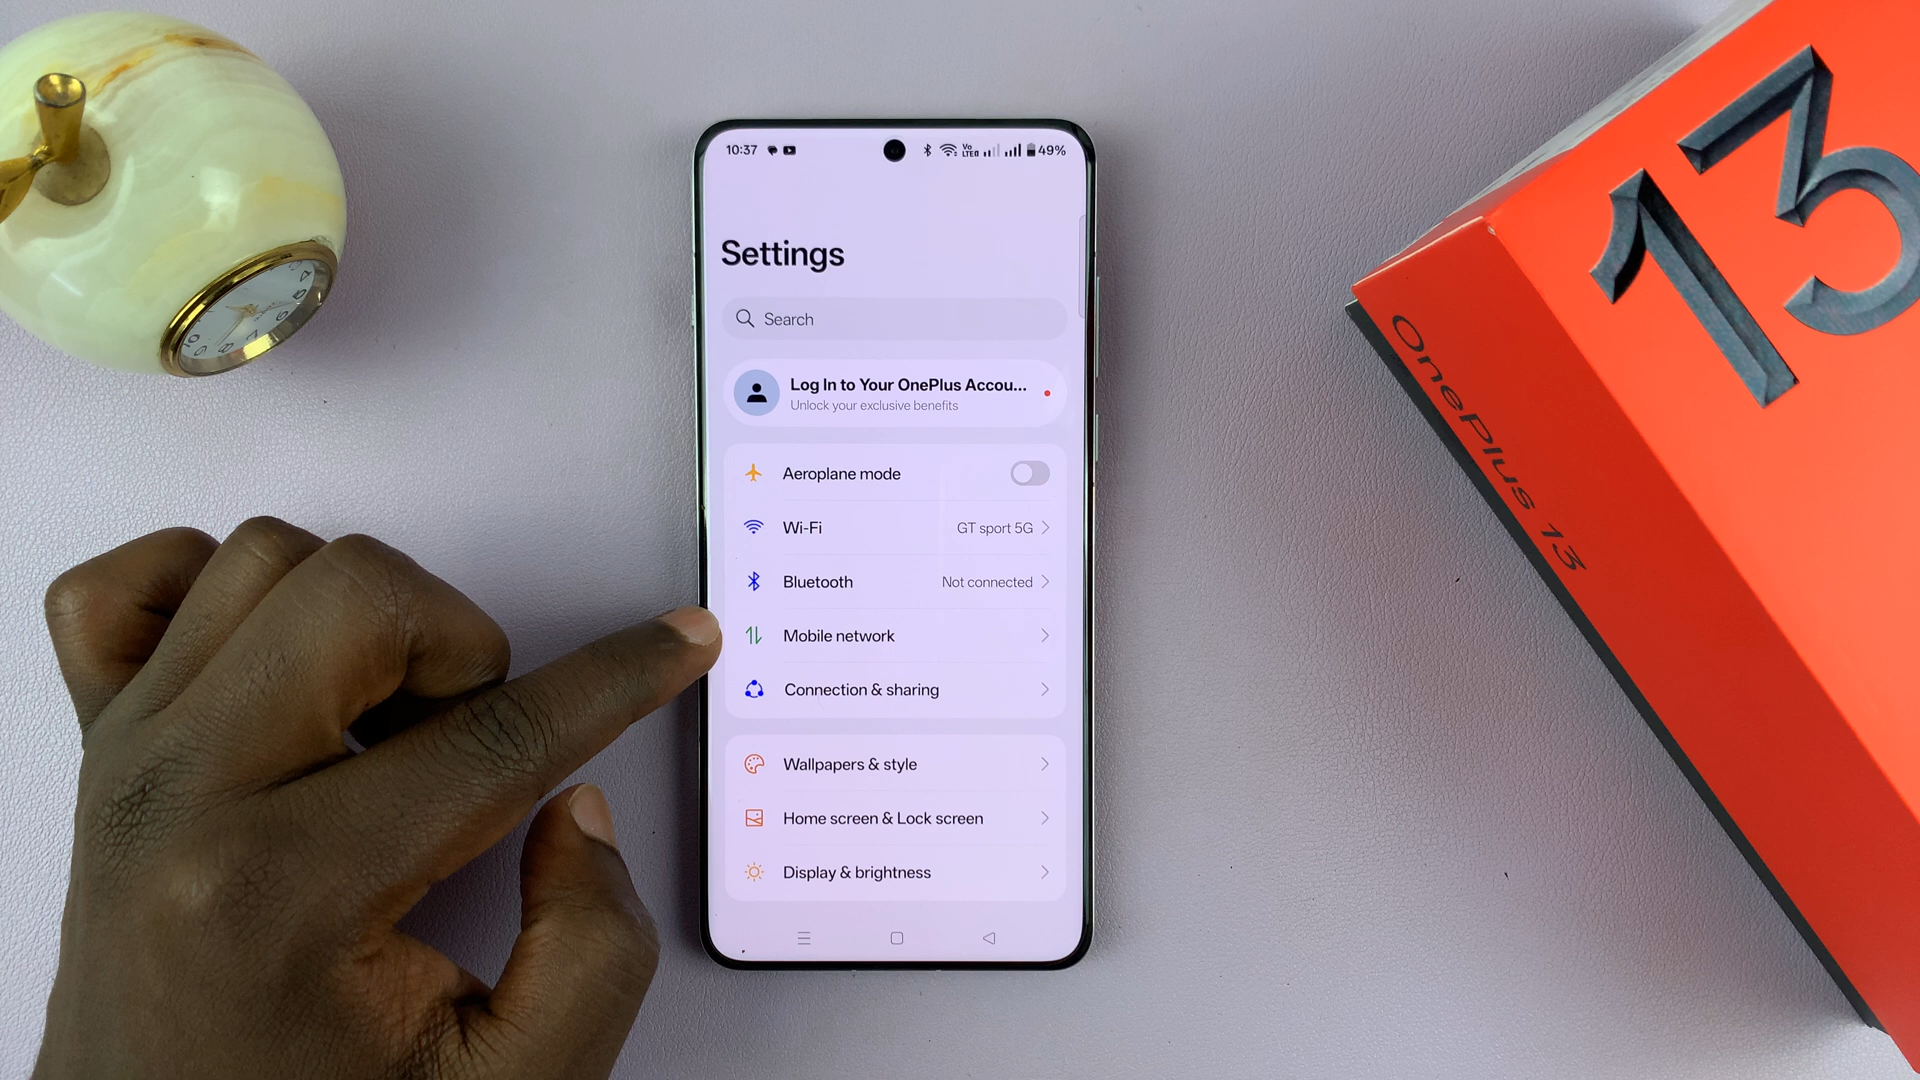 10:37
Vo
LTE
49%
Settings
Search
Log In to Your OnePlus Accou...
Unlock your exclusive benefits
Aeroplane mode
Wi-Fi
GT sport 5G
Bluetooth
Not connected
Mobile network
Connection & sharing
Wallpapers & style
Home screen & Lock screen
Display & brightness
13
OnePlus 13